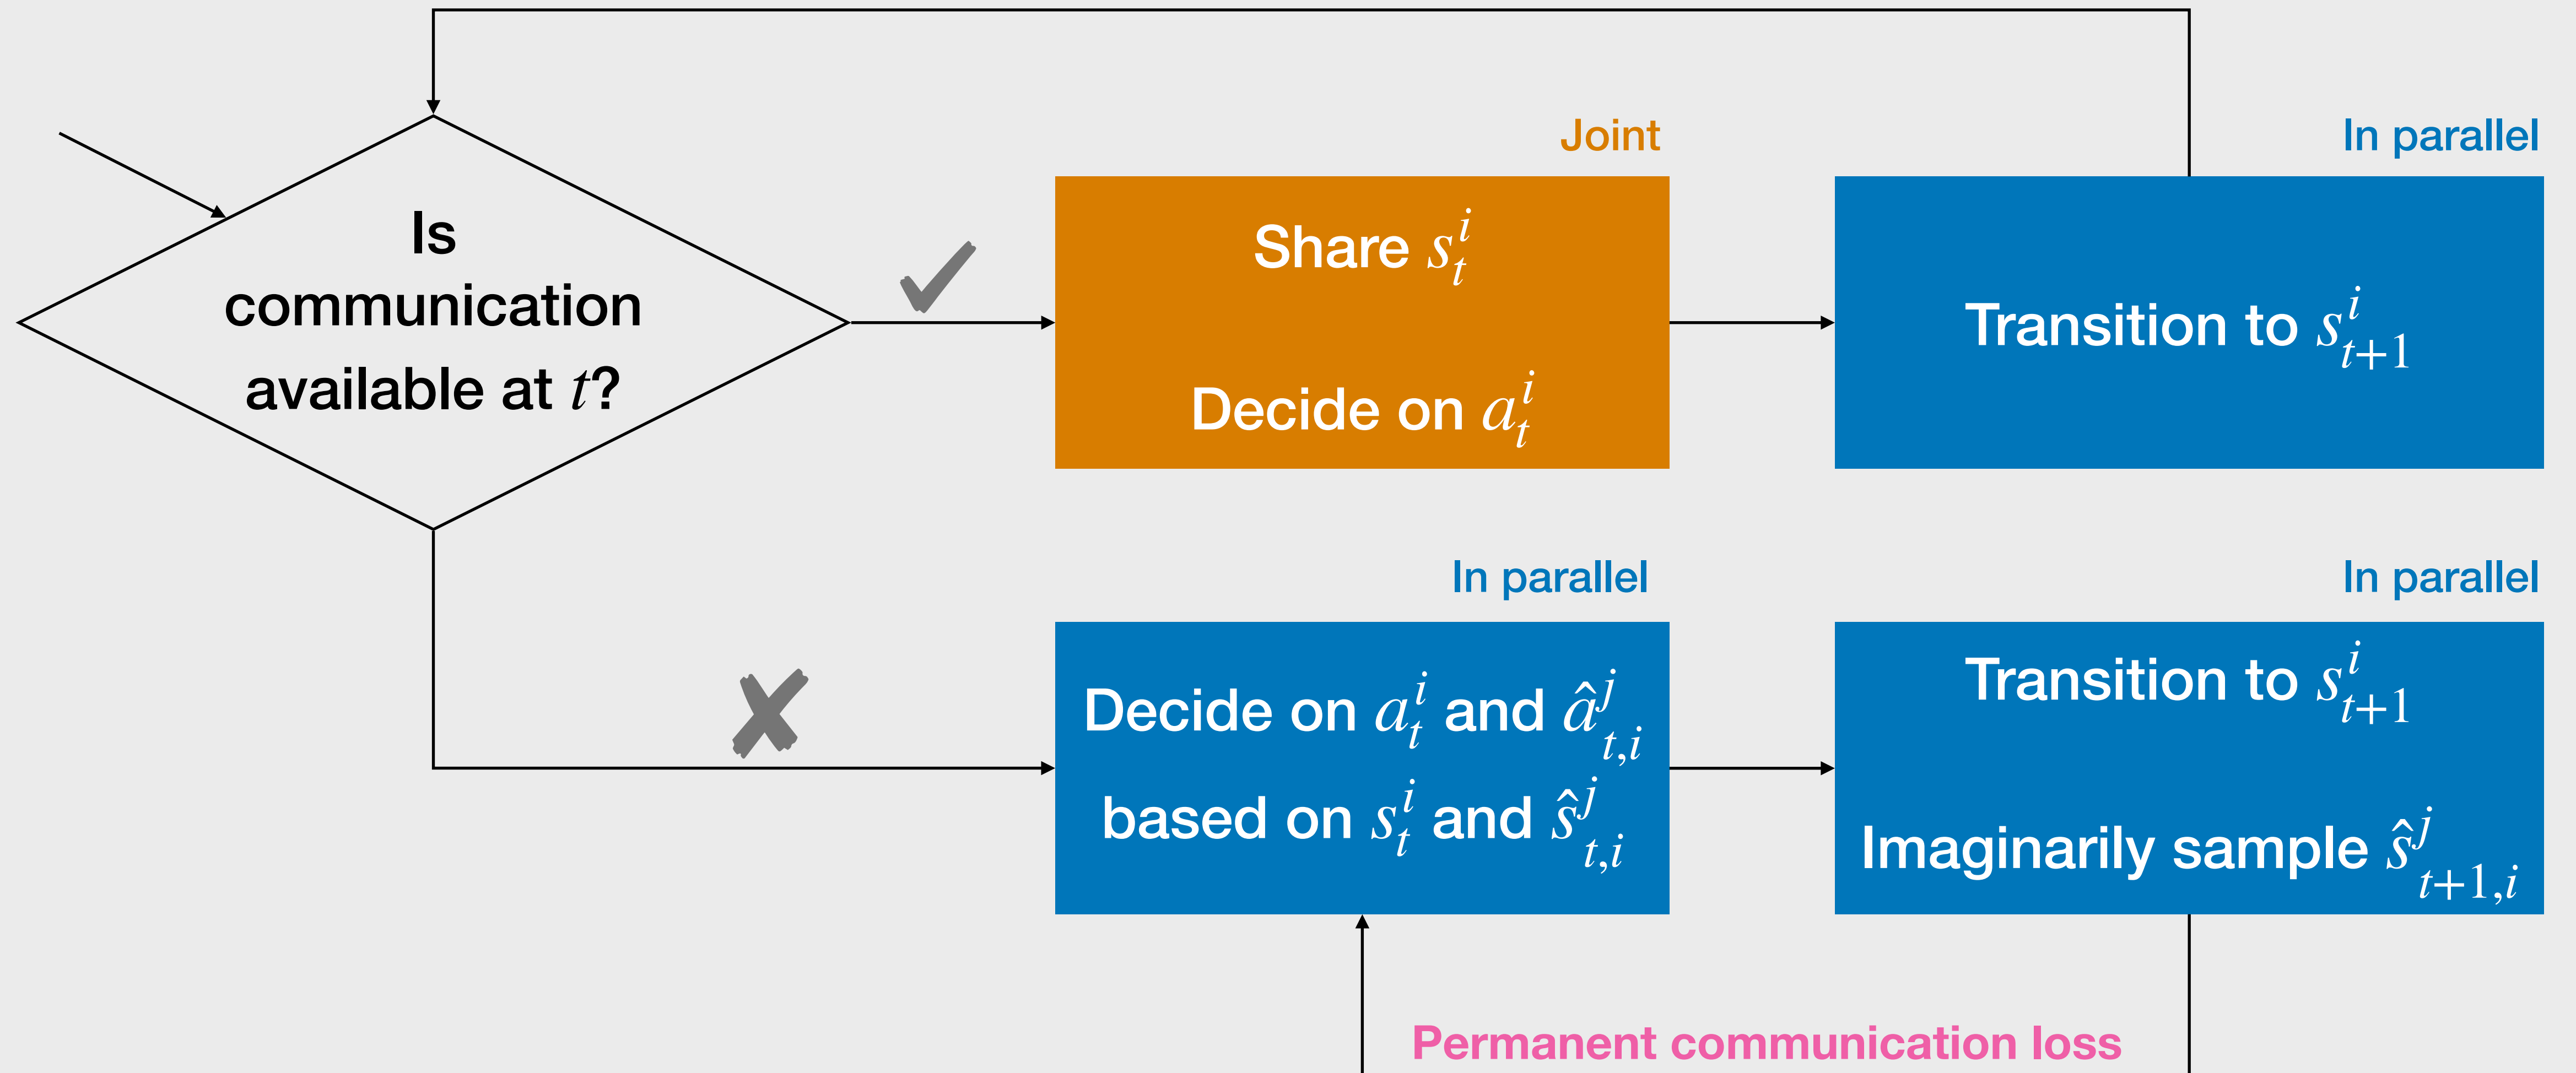 Joint
In parallel
Is
communication
available at t?
✓
Share s_t^i
Decide on a_t^i
Transition to s_{t+1}^i
In parallel
In parallel
✘
Decide on a_t^i and â_{t,i}^j
based on s_t^i and ŝ_{t,i}^j
Transition to s_{t+1}^i
Imaginarily sample ŝ_{t+1,i}^j
Permanent communication loss